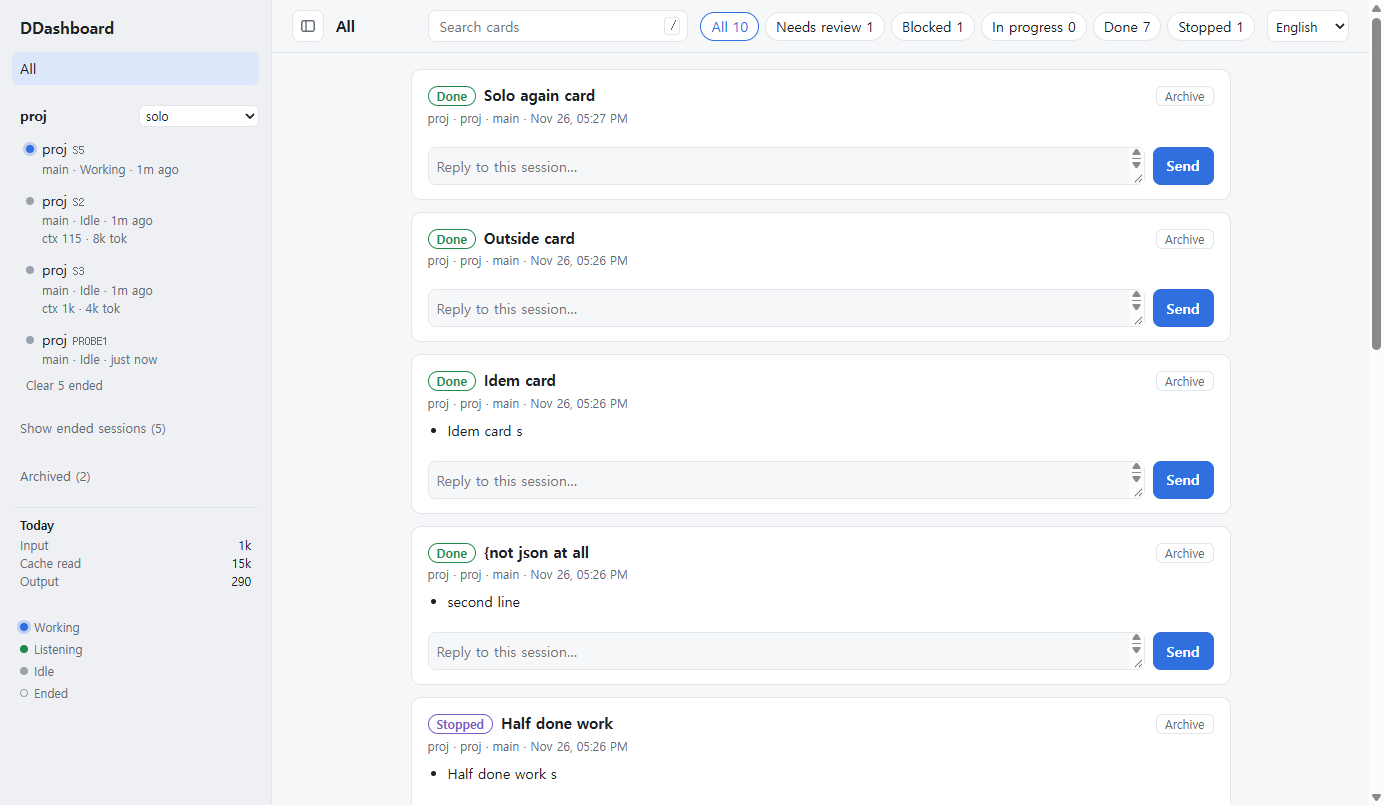 DDashboard
All
proj
solo
proj S5
main · Working · 1m ago
proj S2
main · Idle · 1m ago
ctx 115 · 8k tok
proj S3
main · Idle · 1m ago
ctx 1k · 4k tok
proj PROBE1
main · Idle · just now
Clear 5 ended
Show ended sessions (5)
Archived (2)
Today
Input 1k
Cache read 15k
Output 290
Working
Listening
Idle
Ended
All
Search cards /
All 10
Needs review 1
Blocked 1
In progress 0
Done 7
Stopped 1
English
Done Solo again card Archive
proj · proj · main · Nov 26, 05:27 PM
Reply to this session... Send
Done Outside card Archive
proj · proj · main · Nov 26, 05:26 PM
Reply to this session... Send
Done Idem card Archive
proj · proj · main · Nov 26, 05:26 PM
• Idem card s
Reply to this session... Send
Done {not json at all Archive
proj · proj · main · Nov 26, 05:26 PM
• second line
Reply to this session... Send
Stopped Half done work Archive
proj · proj · main · Nov 26, 05:26 PM
• Half done work s